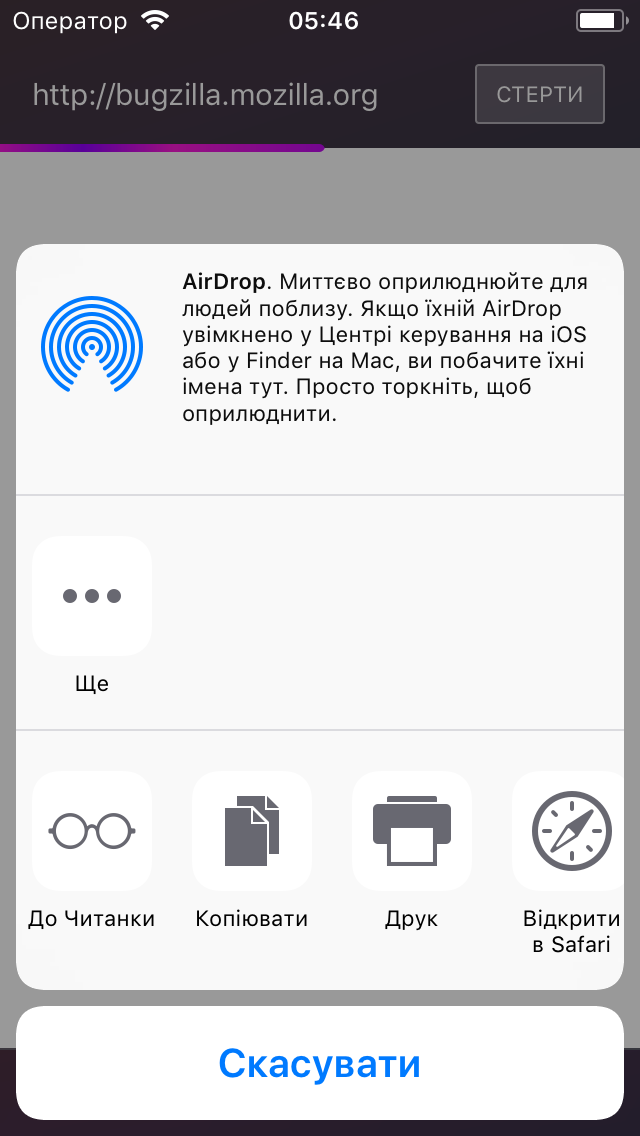 Оператор 05:46
http://bugzilla.mozilla.org СТЕРТИ
AirDrop. Миттєво оприлюднюйте для
людей поблизу. Якщо їхній AirDrop
увімкнено у Центрі керування на iOS
або у Finder на Mac, ви побачите їхні
імена тут. Просто торкніть, щоб
оприлюднити.
Ще
До Читанки
Копіювати
Друк
Відкрити
в Safari
Скасувати